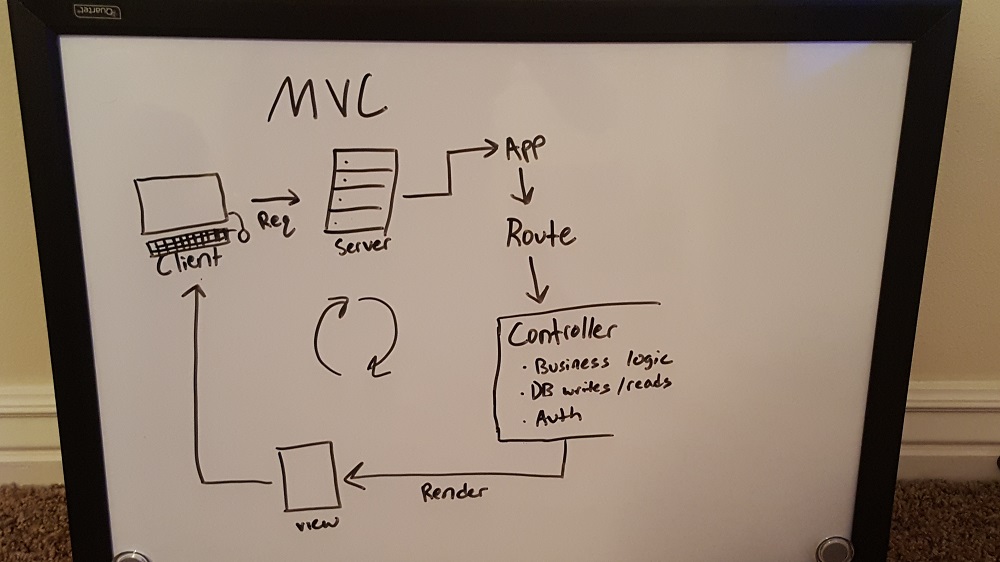 Quartet
MVC
App
Req
Server
Client
Route
Controller
· Business logic
· DB writes/reads
· Auth
Render
view